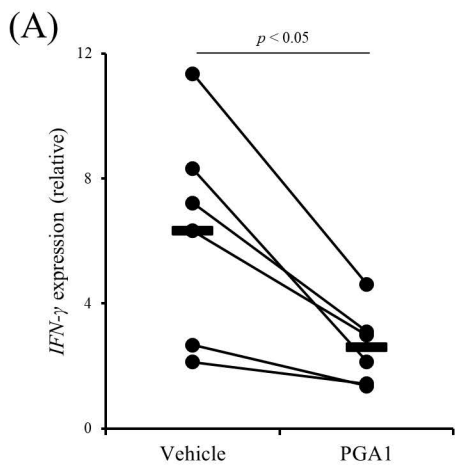 (A)
p < 0.05
12
8
4
0
IFN-γ expression (relative)
Vehicle
PGA1